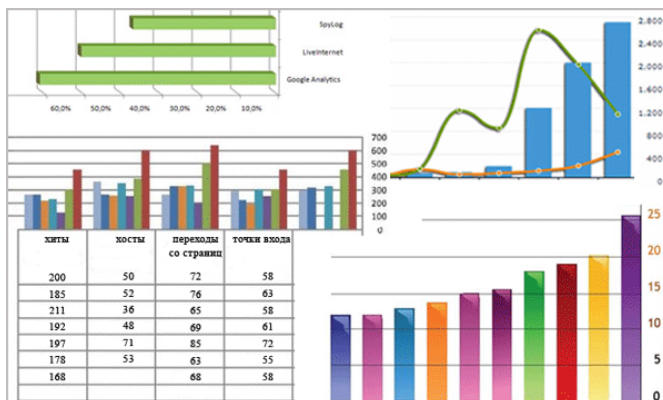 SpyLog
LiveInternet
Google Analytics
60,0% 50,0% 40,0% 30,0% 20,0% 10,0%
2.800
2.400
2.000
1.600
1.200
800
400
0
700
600
500
400
300
200
100
0
хиты хосты переходы со страниц точки входа
200 50 72 58
185 52 76 63
211 36 65 58
192 48 69 61
197 71 85 72
178 53 63 55
168 68 58
25
20
15
10
5
0